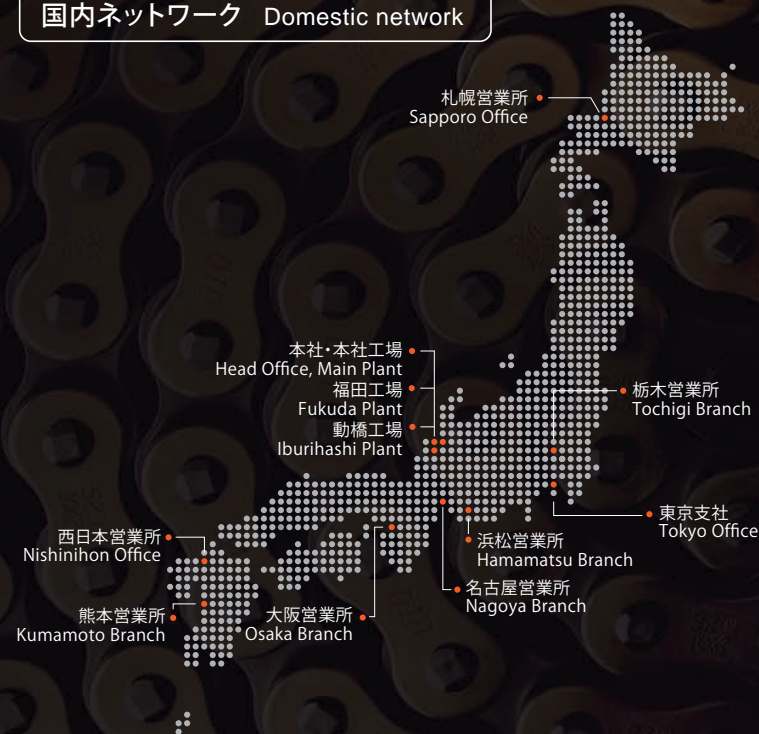 国内ネットワーク Domestic network
札幌営業所
Sapporo Office
本社・本社工場
Head Office, Main Plant
福田工場
Fukuda Plant
動橋工場
Iburihashi Plant
栃木営業所
Tochigi Branch
東京支社
Tokyo Office
西日本営業所
Nishinihon Office
浜松営業所
Hamamatsu Branch
名古屋営業所
Nagoya Branch
熊本営業所
Kumamoto Branch
大阪営業所
Osaka Branch